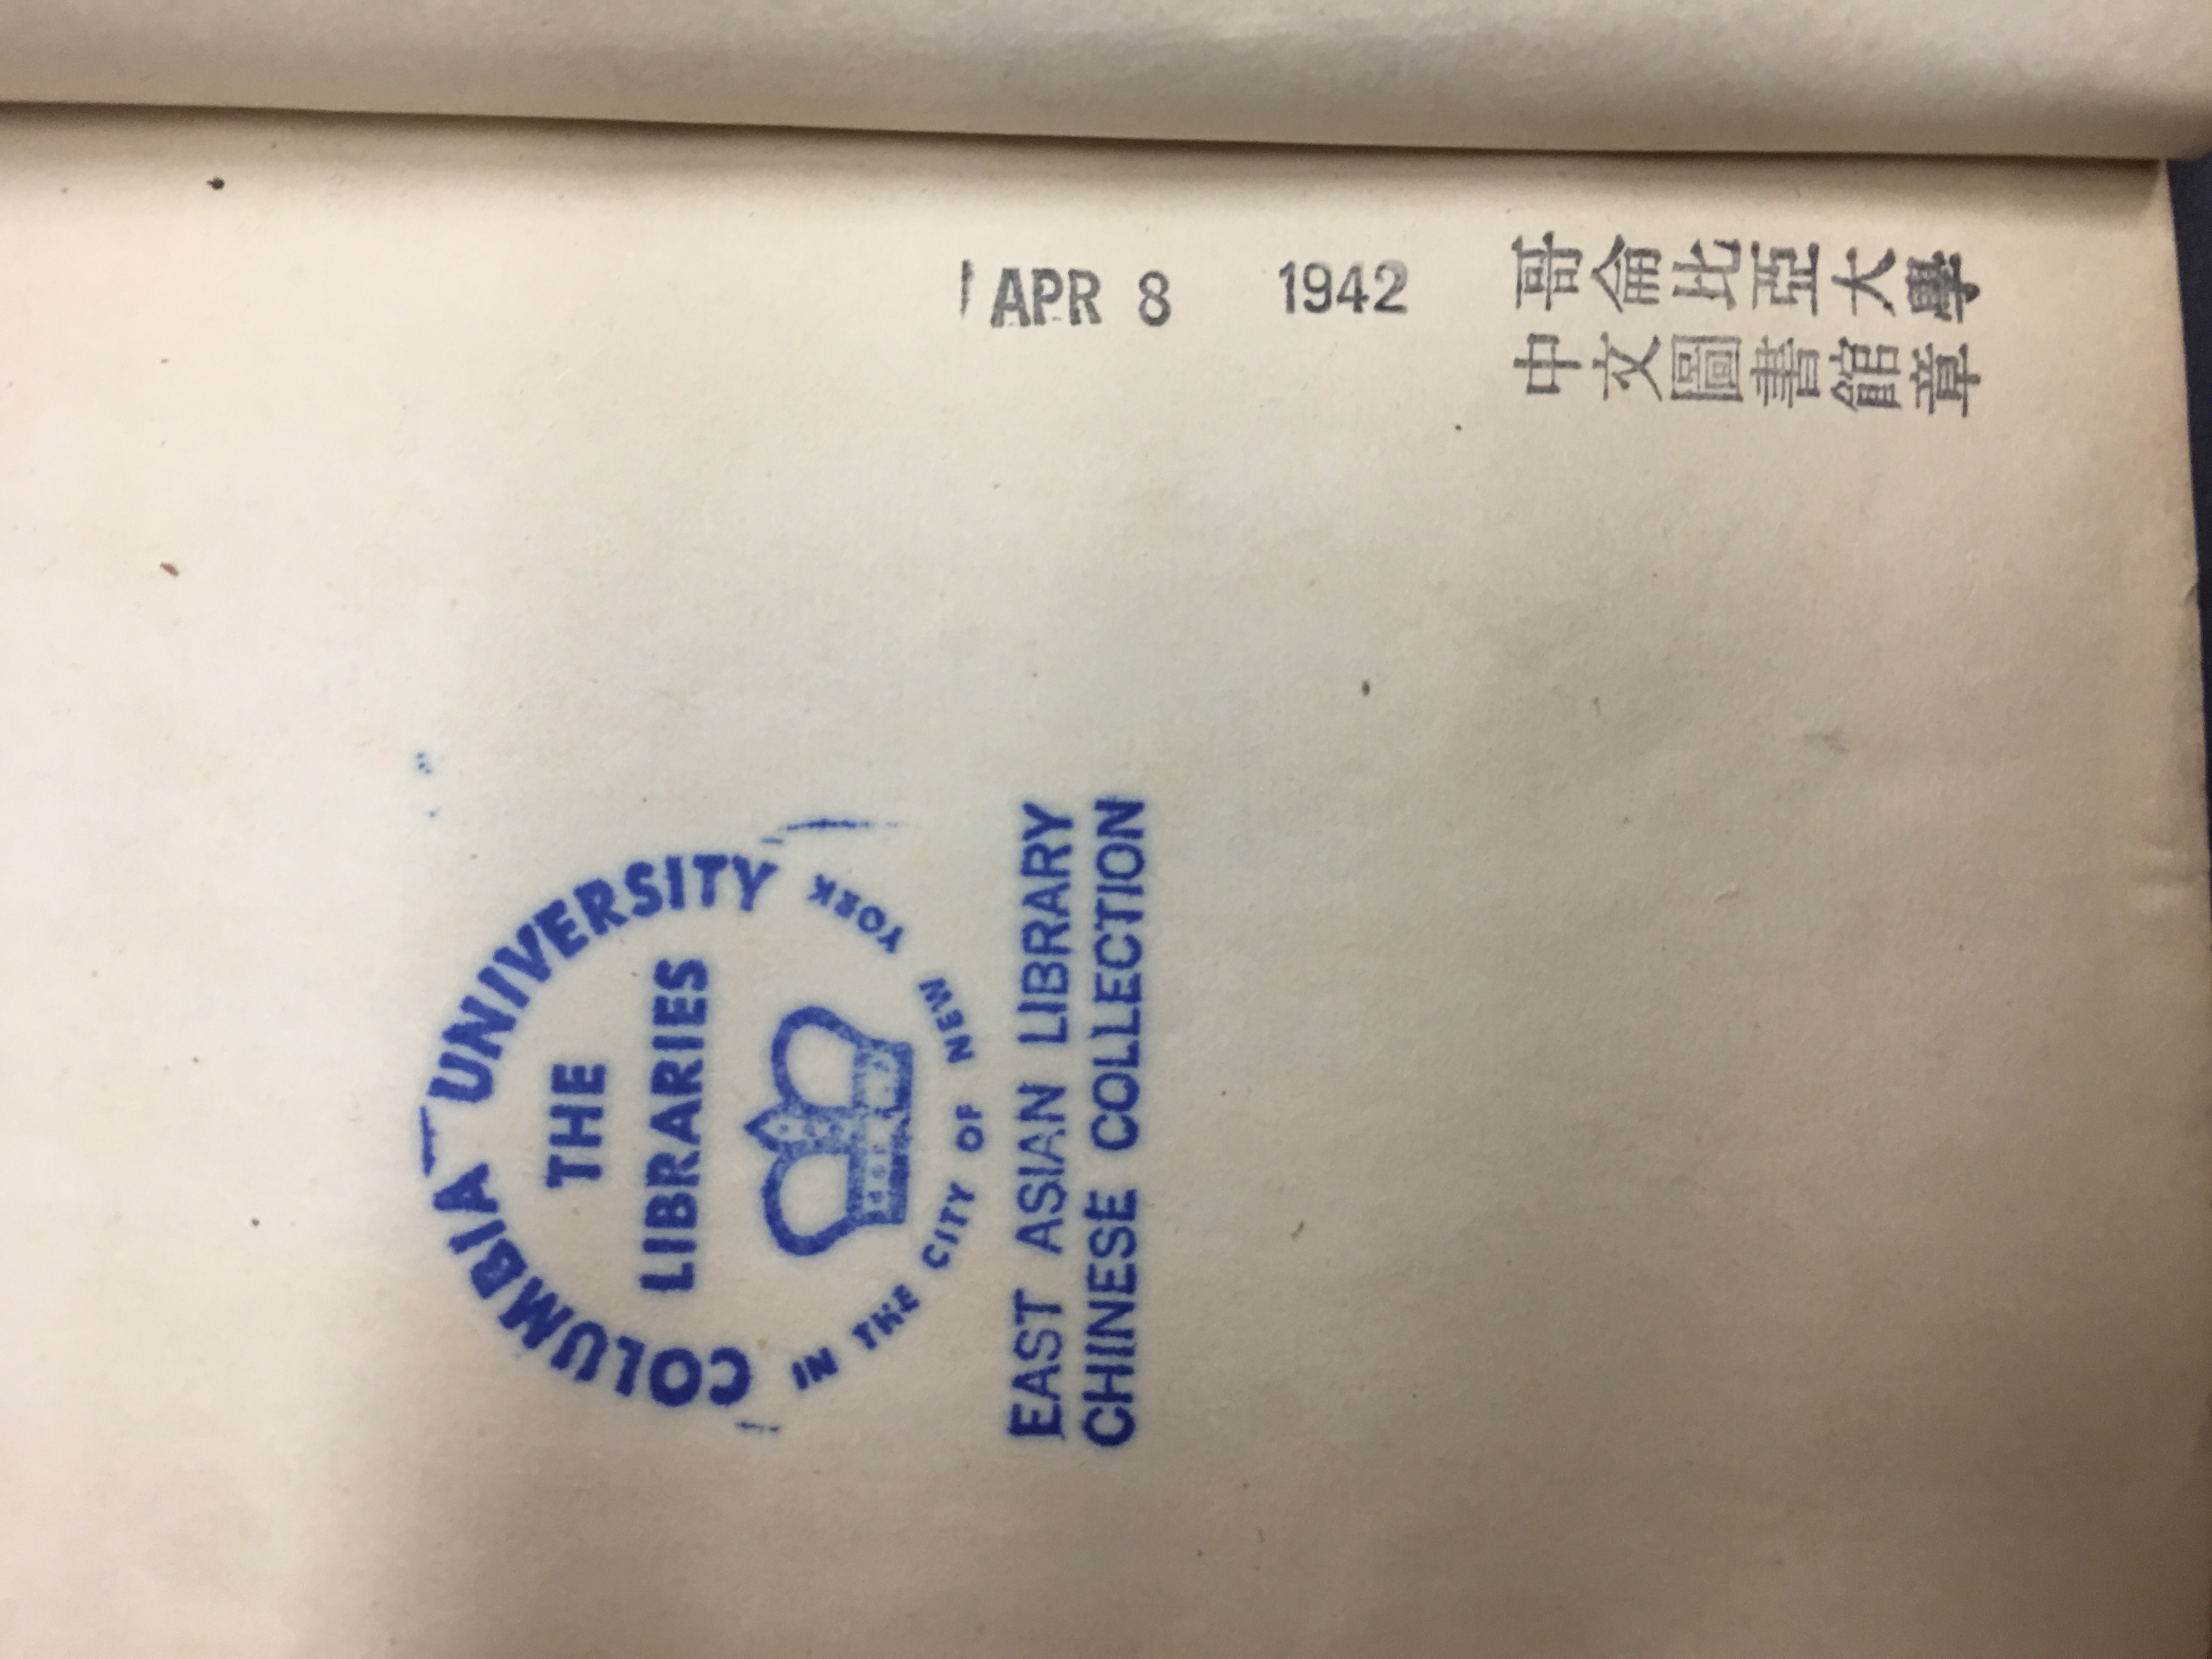 APR 8 1942
哥倫比亞大學
中文圖書館章
COLUMBIA UNIVERSITY
THE
LIBRARIES
IN THE CITY OF NEW YORK
EAST ASIAN LIBRARY
CHINESE COLLECTION